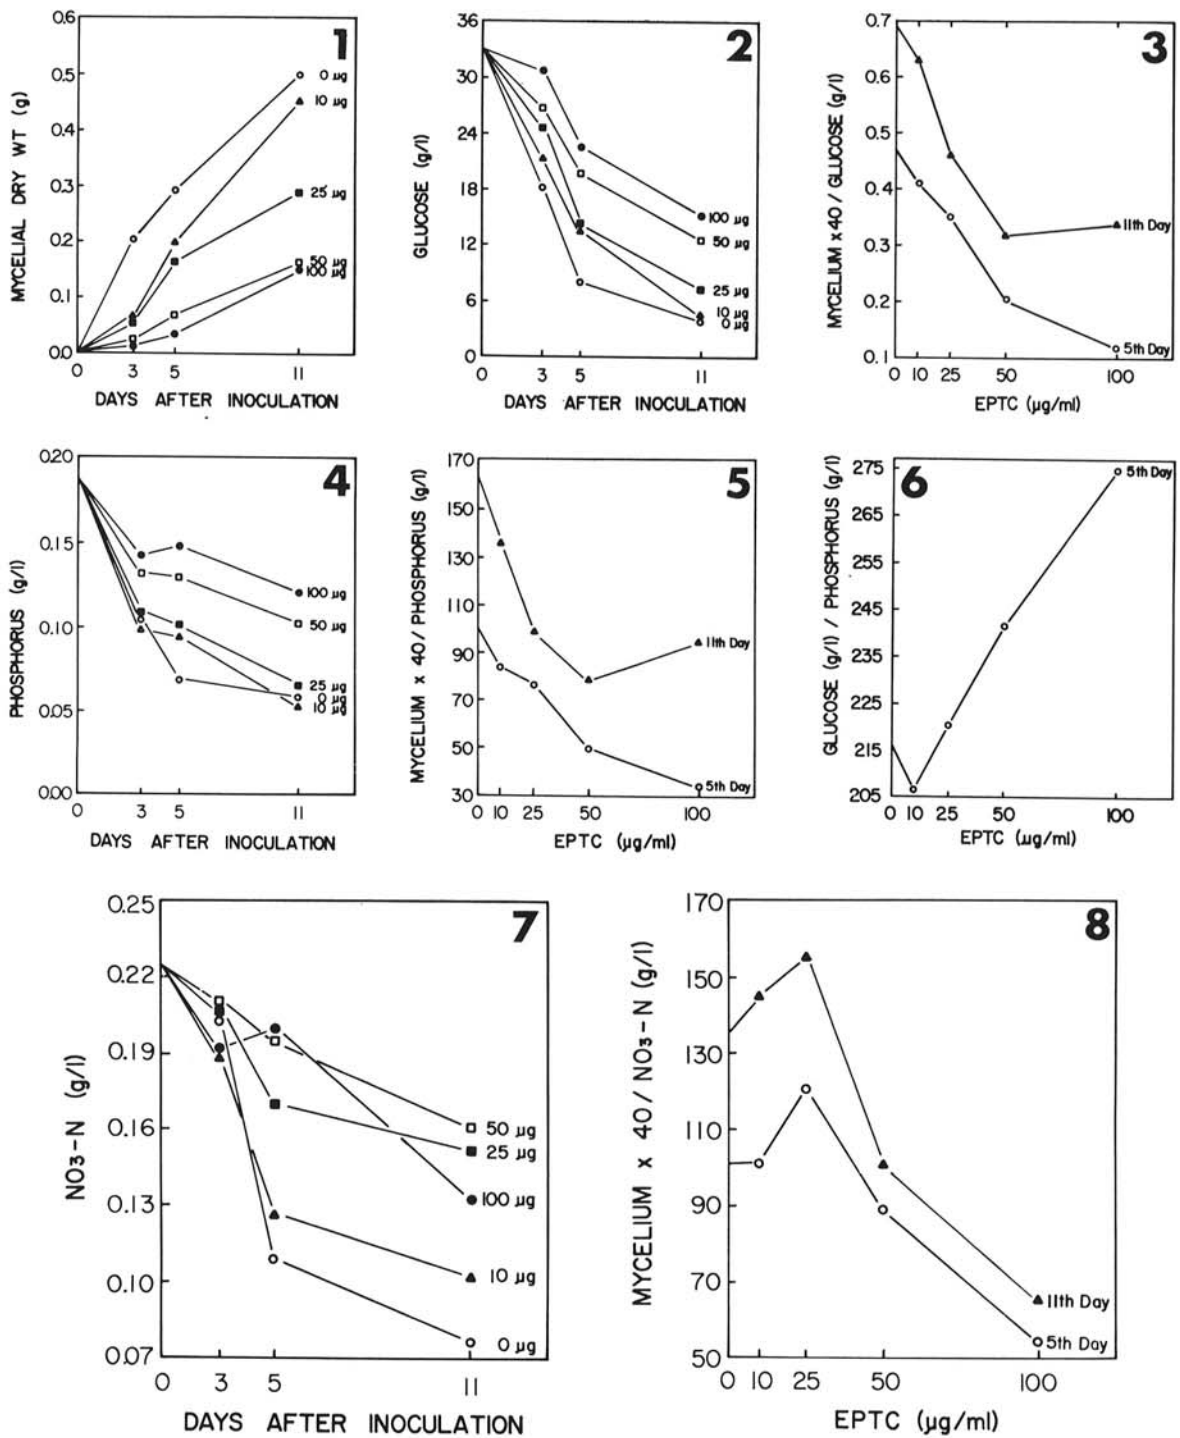 1
MYCELIAL DRY WT (g)
0.6
0.5
0.4
0.3
0.2
0.1
0.0
0 µg
10 µg
25 µg
50 µg
100 µg
0 3 5 11
DAYS AFTER INOCULATION
2
GLUCOSE (g/l)
36
30
24
18
12
6
0
100 µg
50 µg
25 µg
10 µg
0 µg
0 3 5 11
DAYS AFTER INOCULATION
3
MYCELIUM x 40 / GLUCOSE (g/l)
0.7
0.6
0.5
0.4
0.3
0.2
0.1
11th Day
5th Day
0 10 25 50 100
EPTC (µg/ml)
4
PHOSPHORUS (g/l)
0.20
0.15
0.10
0.05
0.00
100 µg
50 µg
25 µg
0 µg
10 µg
0 3 5 11
DAYS AFTER INOCULATION
5
MYCELIUM x 40 / PHOSPHORUS (g/l)
170
150
130
110
90
70
50
30
11th Day
5th Day
0 10 25 50 100
EPTC (µg/ml)
6
GLUCOSE (g/l) / PHOSPHORUS (g/l)
275
265
255
245
235
225
215
205
5th Day
0 10 25 50 100
EPTC (µg/ml)
7
NO3-N (g/l)
0.25
0.22
0.19
0.16
0.13
0.10
0.07
50 µg
25 µg
100 µg
10 µg
0 µg
0 3 5 11
DAYS AFTER INOCULATION
8
MYCELIUM x 40 / NO3-N (g/l)
170
150
130
110
90
70
50
11th Day
5th Day
0 10 25 50 100
EPTC (µg/ml)